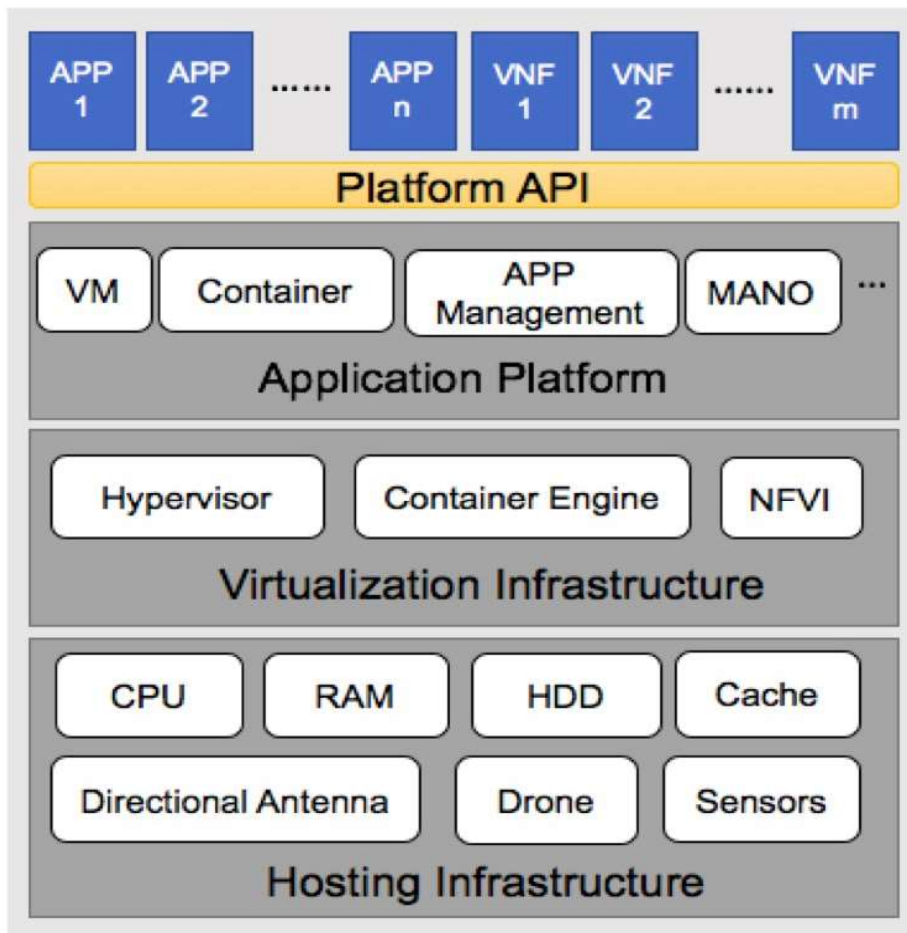 APP 1
APP 2
......
APP n
VNF 1
VNF 2
......
VNF m
Platform API
VM
Container
APP
Management
MANO
...
Application Platform
Hypervisor
Container Engine
NFVI
Virtualization Infrastructure
CPU
RAM
HDD
Cache
Directional Antenna
Drone
Sensors
Hosting Infrastructure